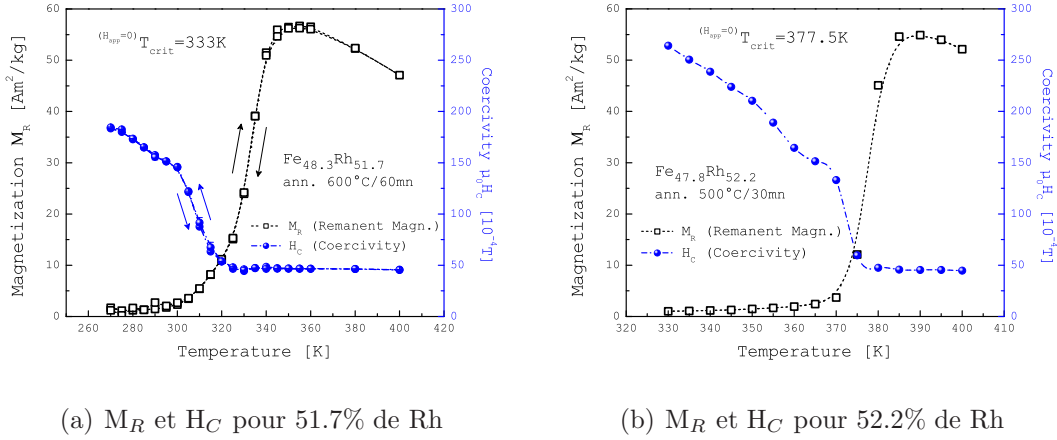 Magnetization M_R [Am²/kg]
60
50
40
30
20
10
0
260 280 300 320 340 360 380 400 420
Temperature [K]
300
250
200
150
100
50
0
Coercivity μ₀H_C [10⁻⁴T]
(H_app=0)T_crit=333K
Fe48.3Rh51.7
ann. 600°C/60mn
M_R (Remanent Magn.)
H_C (Coercivity)
Magnetization M_R [Am²/kg]
60
50
40
30
20
10
0
320 330 340 350 360 370 380 390 400 410
Temperature [K]
300
250
200
150
100
50
0
Coercivity μ₀H_C [10⁻⁴T]
(H_app=0)T_crit=377.5K
Fe47.8Rh52.2
ann. 500°C/30mn
M_R (Remanent Magn.)
H_C (Coercivity)
(a) M_R et H_C pour 51.7% de Rh
(b) M_R et H_C pour 52.2% de Rh